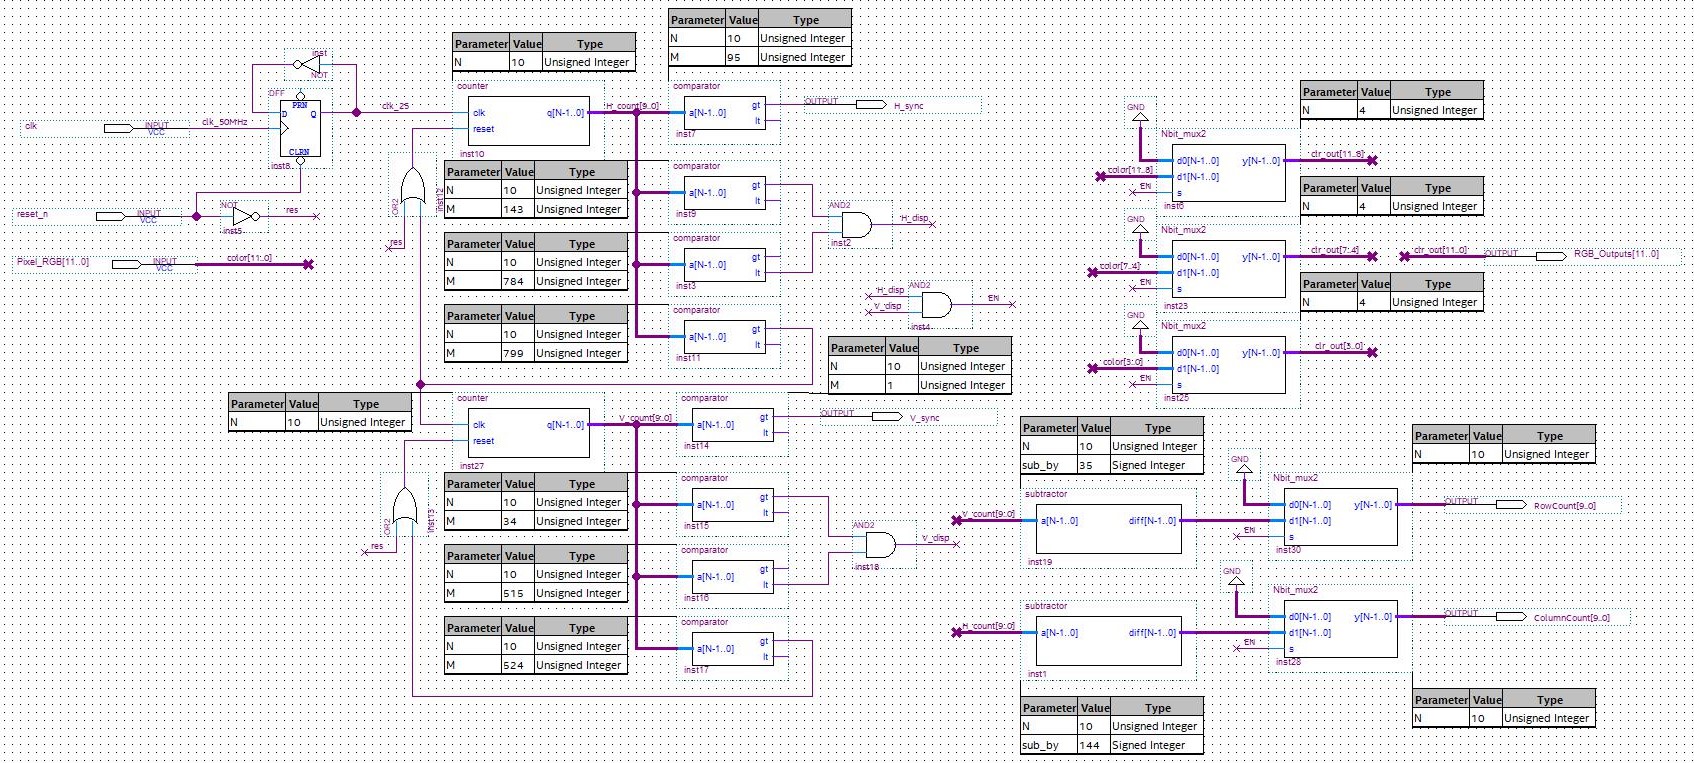 Parameter Value Type
N 10 Unsigned Integer
M 95 Unsigned Integer
Parameter Value Type
N 10 Unsigned Integer
inst
NOT
DFF
PRN
D Q
CLRN
inst8
clk INPUT VCC clk_50MHz
clk_25
counter
clk q[N-1..0]
reset
inst10
H_count[9..0]
comparator
a[N-1..0] gt lt
inst7
OUTPUT H_sync
reset_n INPUT VCC
NOT
inst5
res
Pixel_RGB[11..0] INPUT VCC color[11..0]
OR2
inst12
res
Parameter Value Type
N 10 Unsigned Integer
M 143 Unsigned Integer
comparator
a[N-1..0] gt lt
inst9
Parameter Value Type
N 10 Unsigned Integer
M 784 Unsigned Integer
comparator
a[N-1..0] gt lt
inst3
AND2
inst2
H_disp
Parameter Value Type
N 10 Unsigned Integer
M 799 Unsigned Integer
comparator
a[N-1..0] gt lt
inst11
H_disp
V_disp
AND2
inst4
EN
Parameter Value Type
N 10 Unsigned Integer
M 1 Unsigned Integer
Parameter Value Type
N 10 Unsigned Integer
counter
clk q[N-1..0]
reset
inst27
V_count[9..0]
comparator
a[N-1..0] gt lt
inst14
OUTPUT V_sync
OR2
inst13
res
Parameter Value Type
N 10 Unsigned Integer
M 34 Unsigned Integer
comparator
a[N-1..0] gt lt
inst15
Parameter Value Type
N 10 Unsigned Integer
M 515 Unsigned Integer
comparator
a[N-1..0] gt lt
inst16
AND2
inst18
V_disp
Parameter Value Type
N 10 Unsigned Integer
M 524 Unsigned Integer
comparator
a[N-1..0] gt lt
inst17
Parameter Value Type
N 4 Unsigned Integer
GND
Nbit_mux2
d0[N-1..0] y[N-1..0]
d1[N-1..0]
s
inst6
color[11..8]
EN
clr_out[11..8]
Parameter Value Type
N 4 Unsigned Integer
GND
Nbit_mux2
d0[N-1..0] y[N-1..0]
d1[N-1..0]
s
inst23
color[7..4]
EN
clr_out[7..4]
clr_out[11..0] OUTPUT RGB_Outputs[11..0]
Parameter Value Type
N 4 Unsigned Integer
GND
Nbit_mux2
d0[N-1..0] y[N-1..0]
d1[N-1..0]
s
inst25
color[3..0]
EN
clr_out[3..0]
Parameter Value Type
N 10 Unsigned Integer
sub_by 35 Signed Integer
V_count[9..0]
subtractor
a[N-1..0] diff[N-1..0]
inst19
Parameter Value Type
N 10 Unsigned Integer
GND
Nbit_mux2
d0[N-1..0] y[N-1..0]
d1[N-1..0]
s
EN
inst30
OUTPUT RowCount[9..0]
H_count[9..0]
subtractor
a[N-1..0] diff[N-1..0]
inst1
GND
Nbit_mux2
d0[N-1..0] y[N-1..0]
d1[N-1..0]
s
EN
inst28
OUTPUT ColumnCount[9..0]
Parameter Value Type
N 10 Unsigned Integer
sub_by 144 Signed Integer
Parameter Value Type
N 10 Unsigned Integer